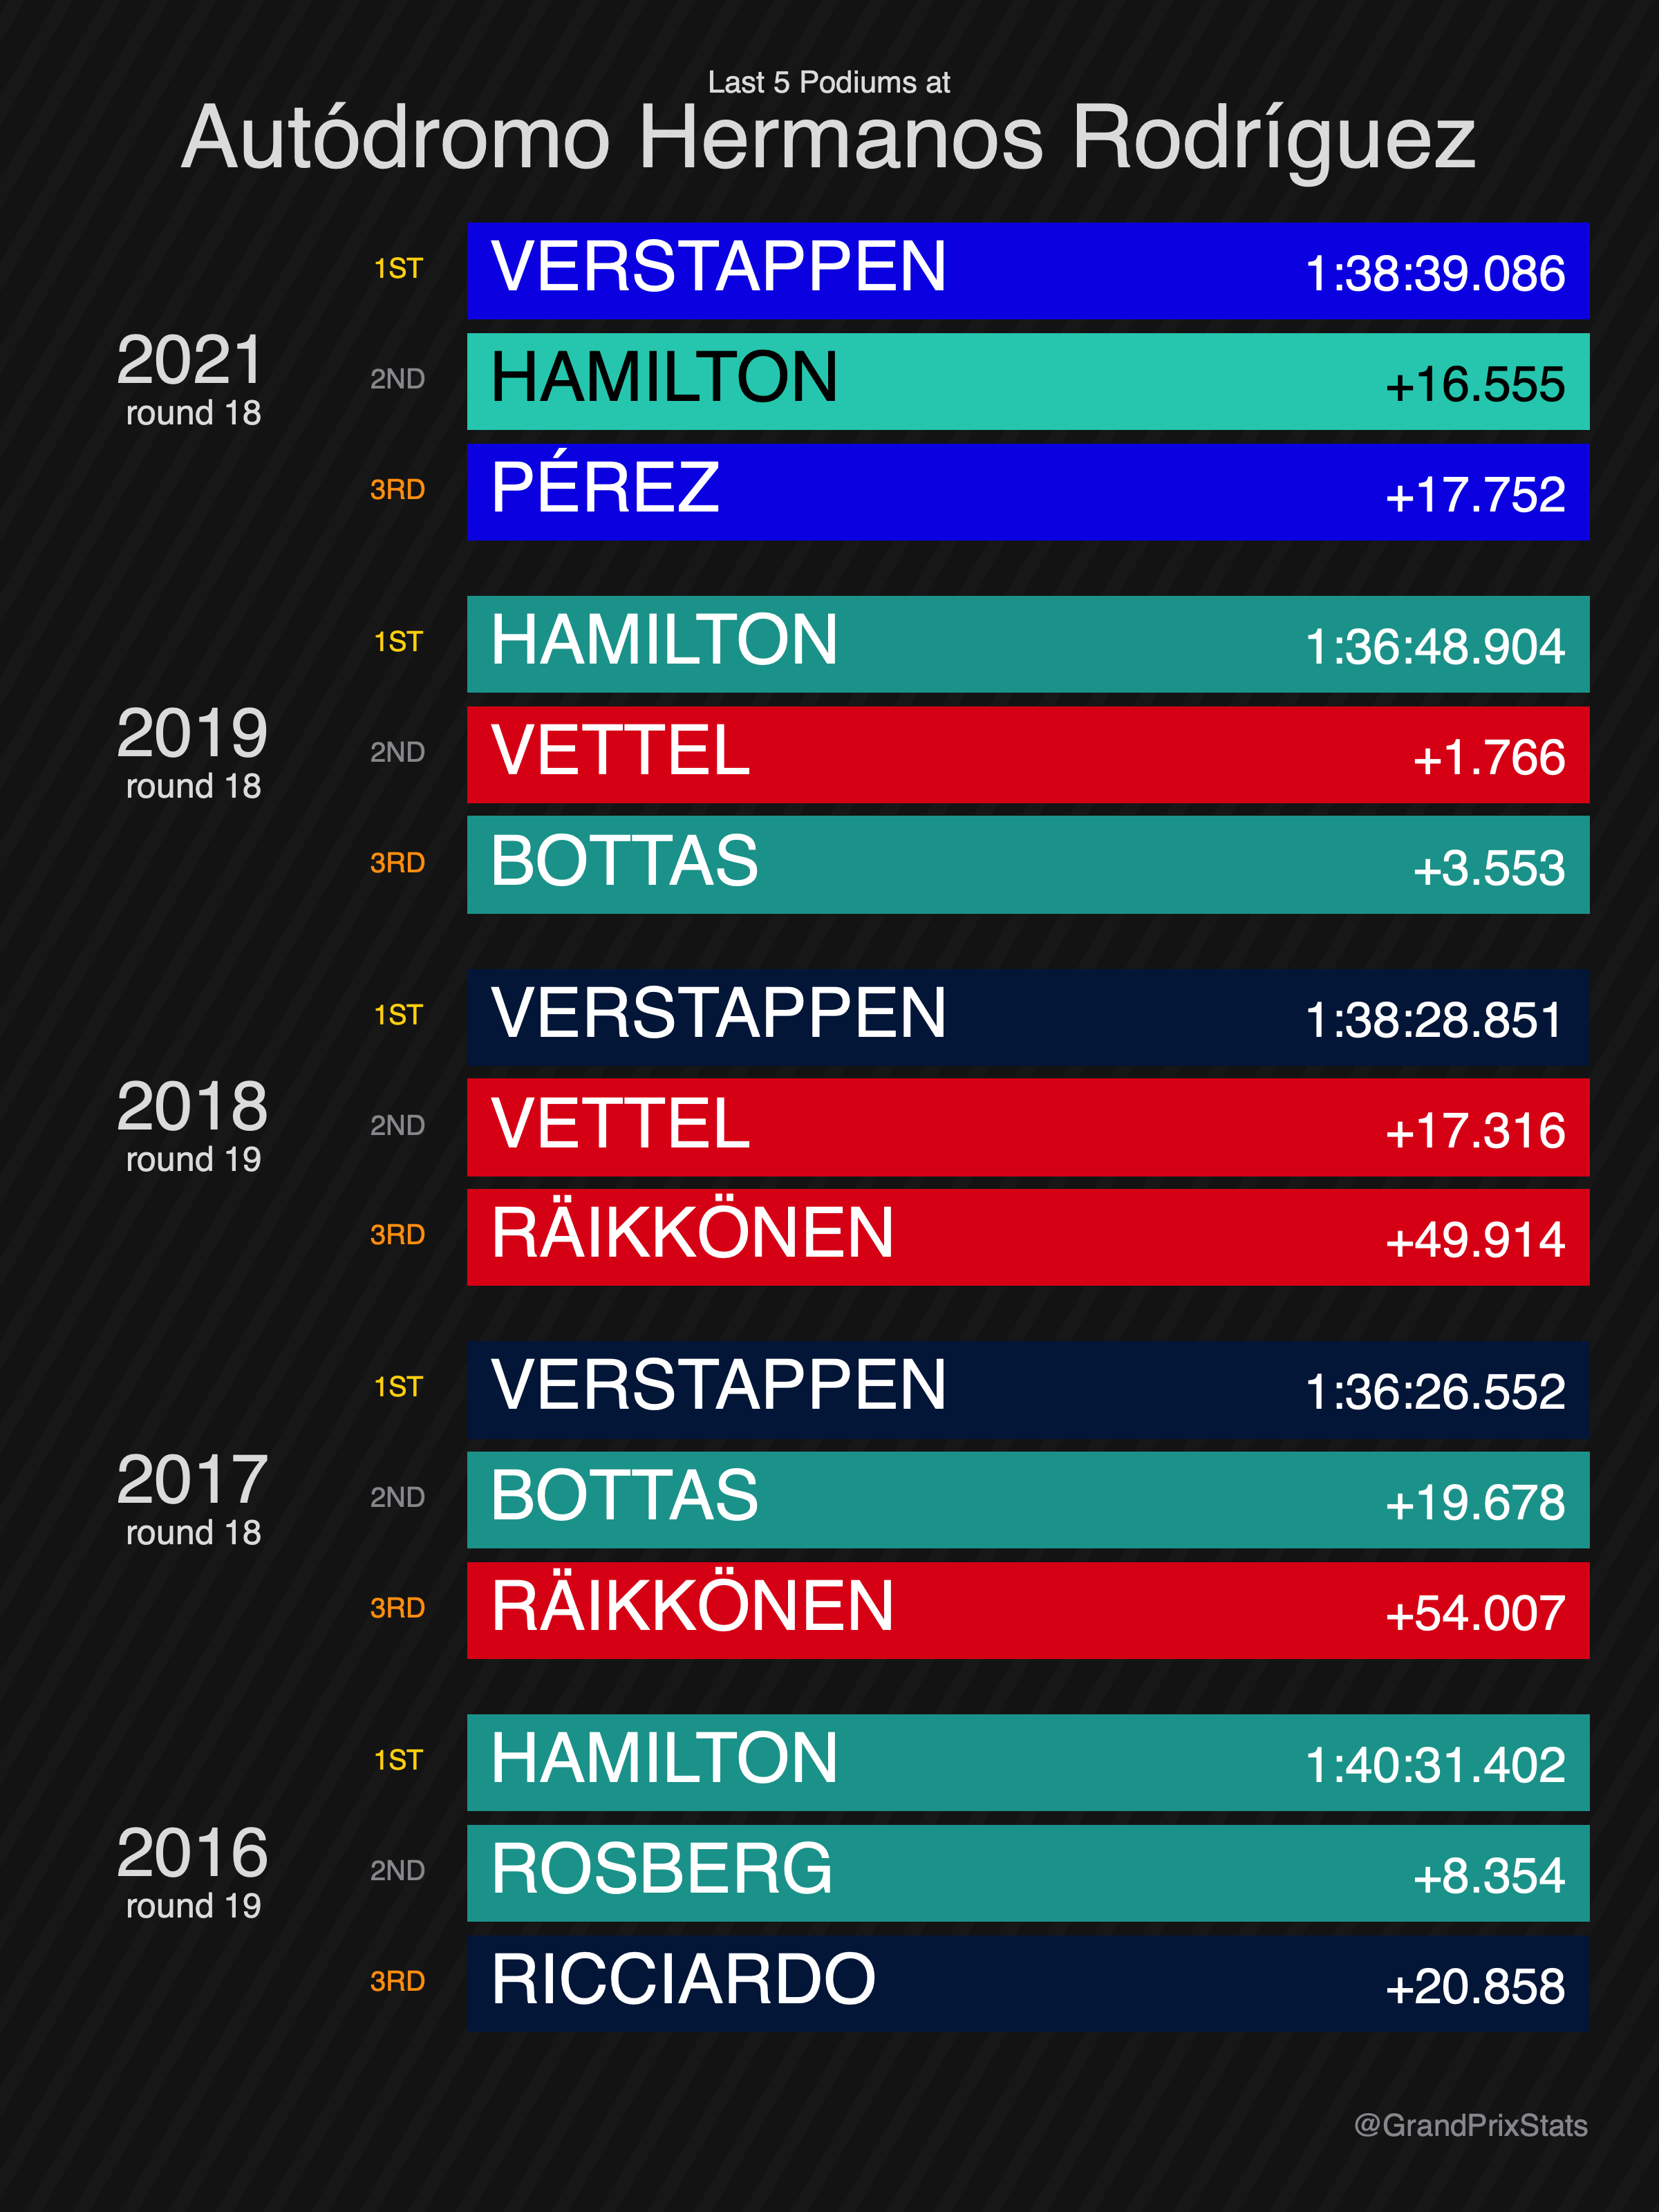 Last 5 Podiums at
Autódromo Hermanos Rodríguez
2021
round 18
1ST VERSTAPPEN 1:38:39.086
2ND HAMILTON +16.555
3RD PÉREZ +17.752
2019
round 18
1ST HAMILTON 1:36:48.904
2ND VETTEL +1.766
3RD BOTTAS +3.553
2018
round 19
1ST VERSTAPPEN 1:38:28.851
2ND VETTEL +17.316
3RD RÄIKKÖNEN +49.914
2017
round 18
1ST VERSTAPPEN 1:36:26.552
2ND BOTTAS +19.678
3RD RÄIKKÖNEN +54.007
2016
round 19
1ST HAMILTON 1:40:31.402
2ND ROSBERG +8.354
3RD RICCIARDO +20.858
@GrandPrixStats